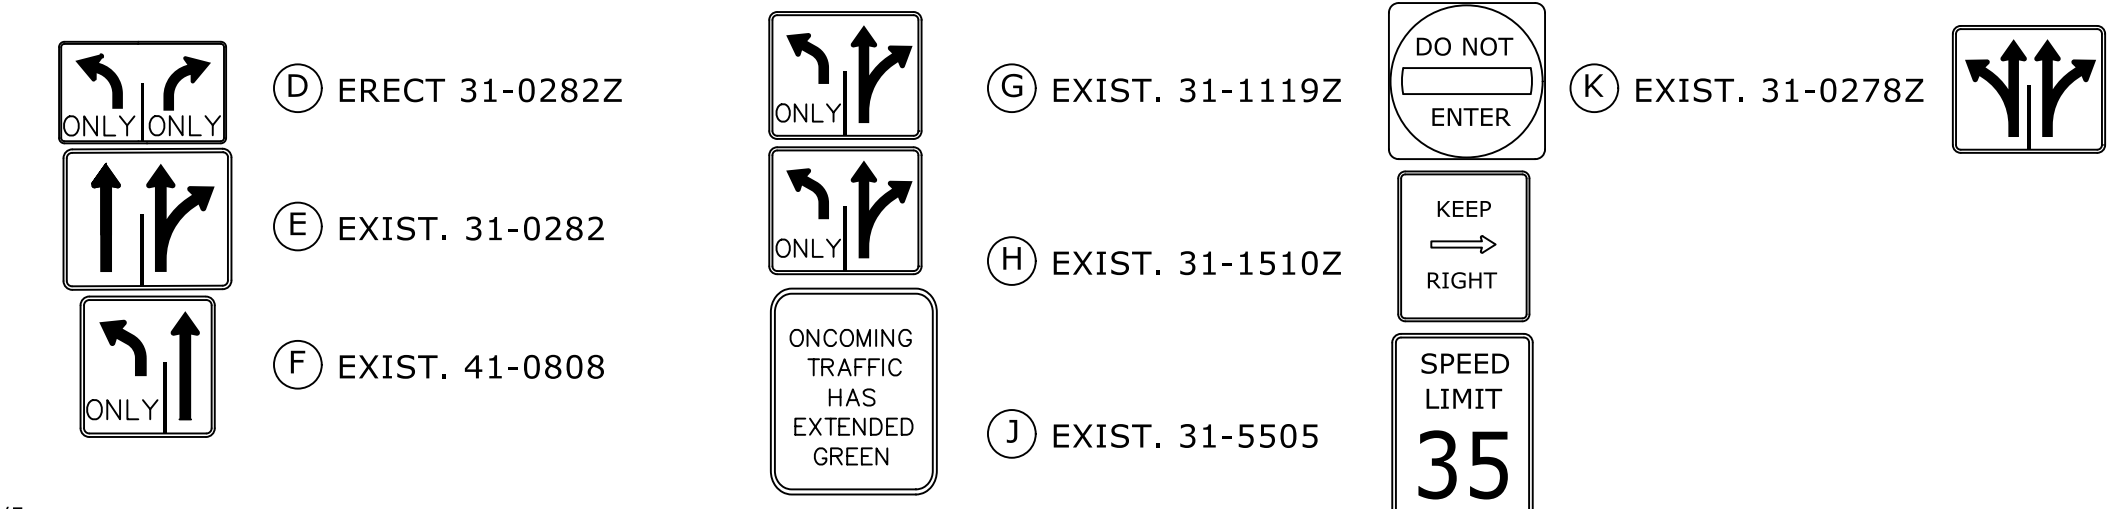 ONLY ONLY
D ERECT 31-0282Z
E EXIST. 31-0282
ONLY
F EXIST. 41-0808
ONLY
G EXIST. 31-1119Z
ONLY
H EXIST. 31-1510Z
ONCOMING
TRAFFIC
HAS
EXTENDED
GREEN
J EXIST. 31-5505
DO NOT
ENTER
KEEP
RIGHT
SPEED
LIMIT
35
K EXIST. 31-0278Z